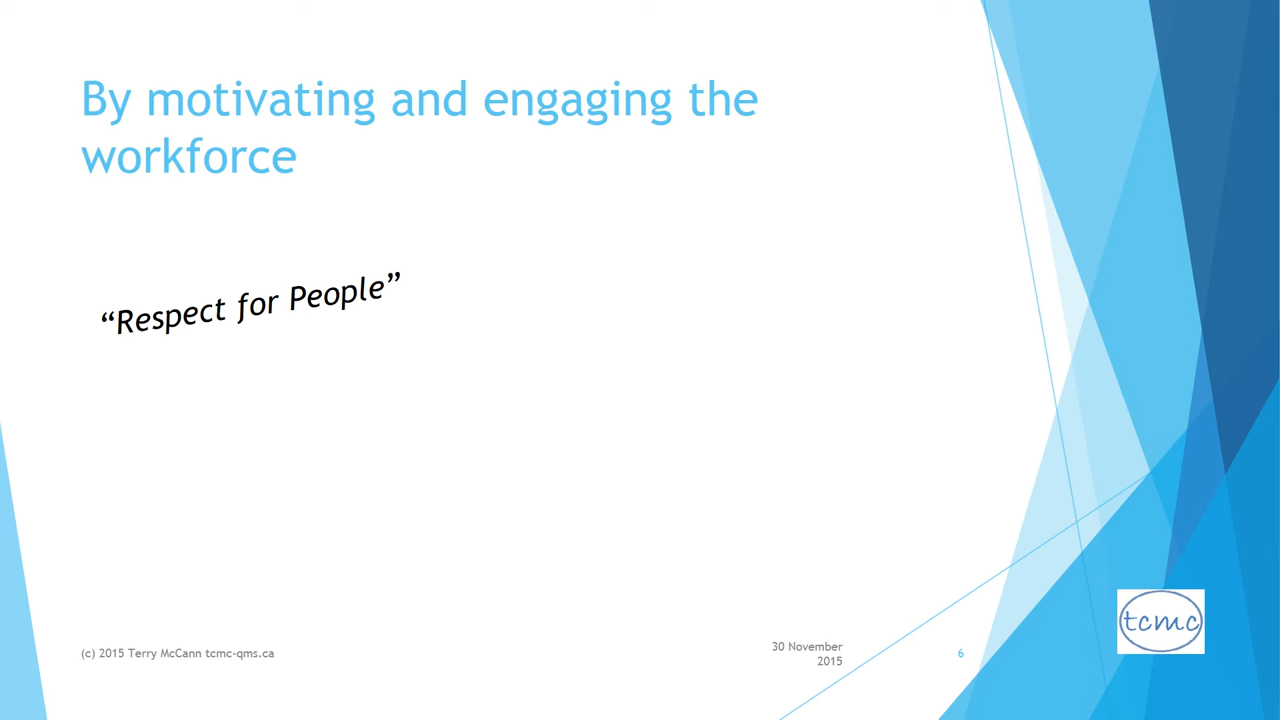 By motivating and engaging the
workforce
“Respect for People”
(c) 2015 Terry McCann tcmc-qms.ca
30 November
2015
6
tcmc